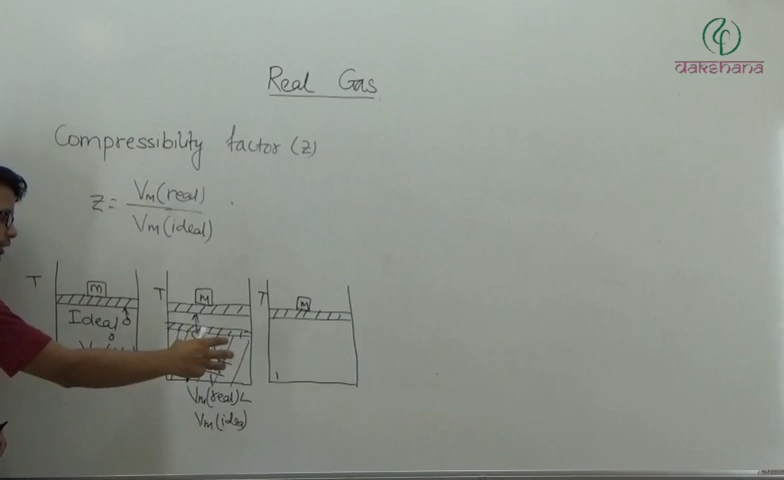 dakshana
Real Gas
Compressibility factor (Z)
Z = Vm(real)
Vm(ideal)
T
m
T
M
T
M
Ideal
Vm(real) <
Vm(ideal)